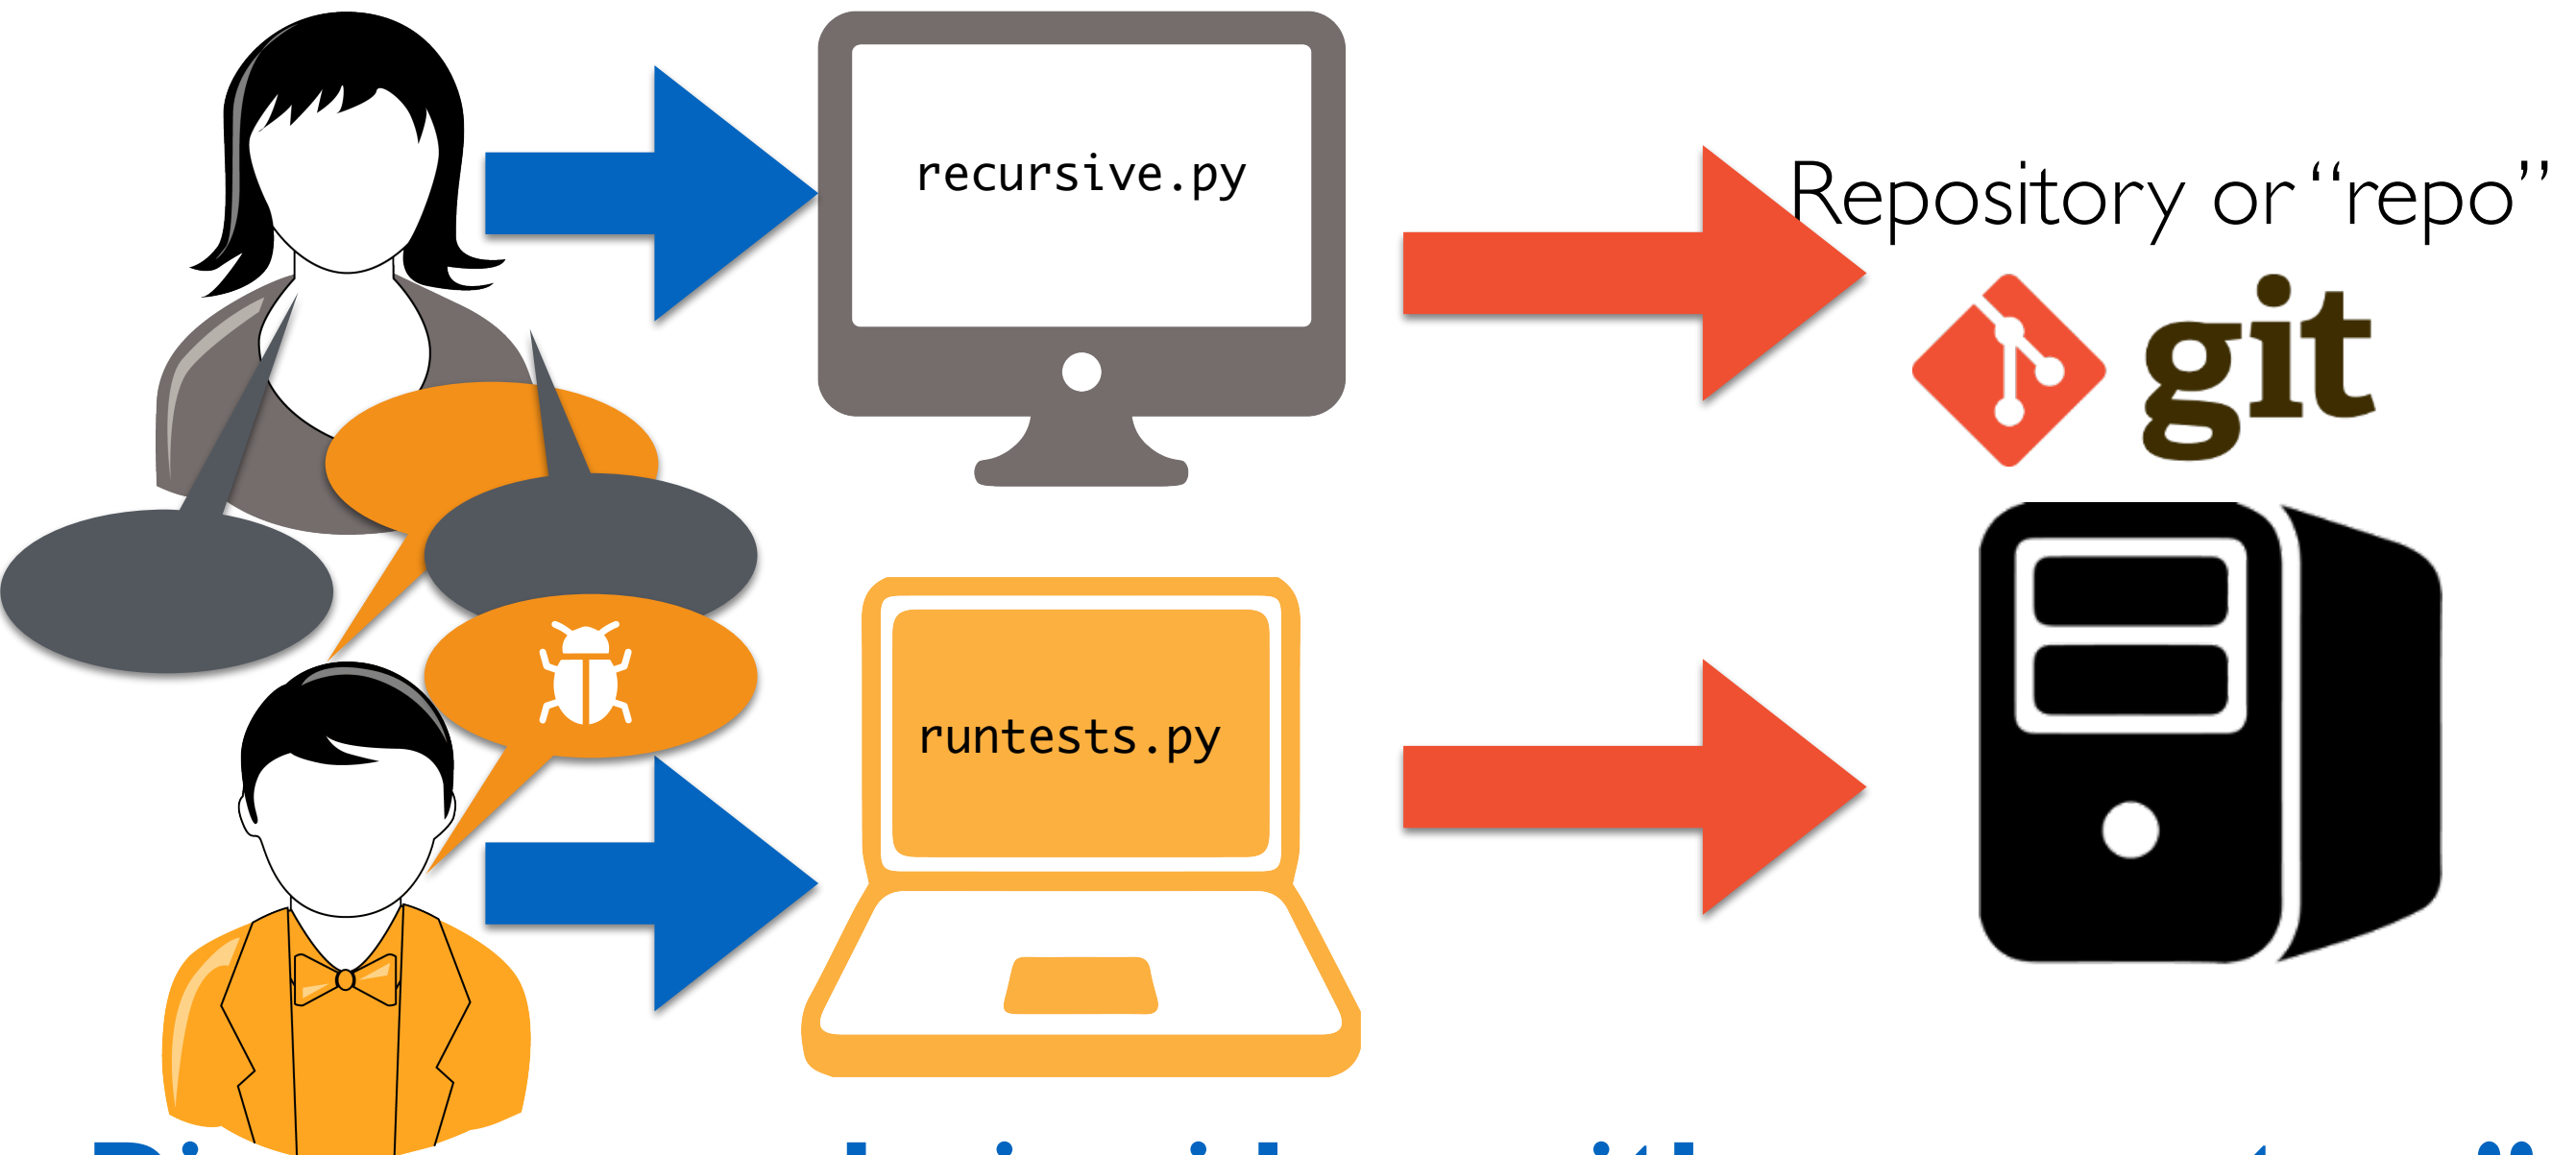 recursive.py
Repository or “repo”
git
runtests.py